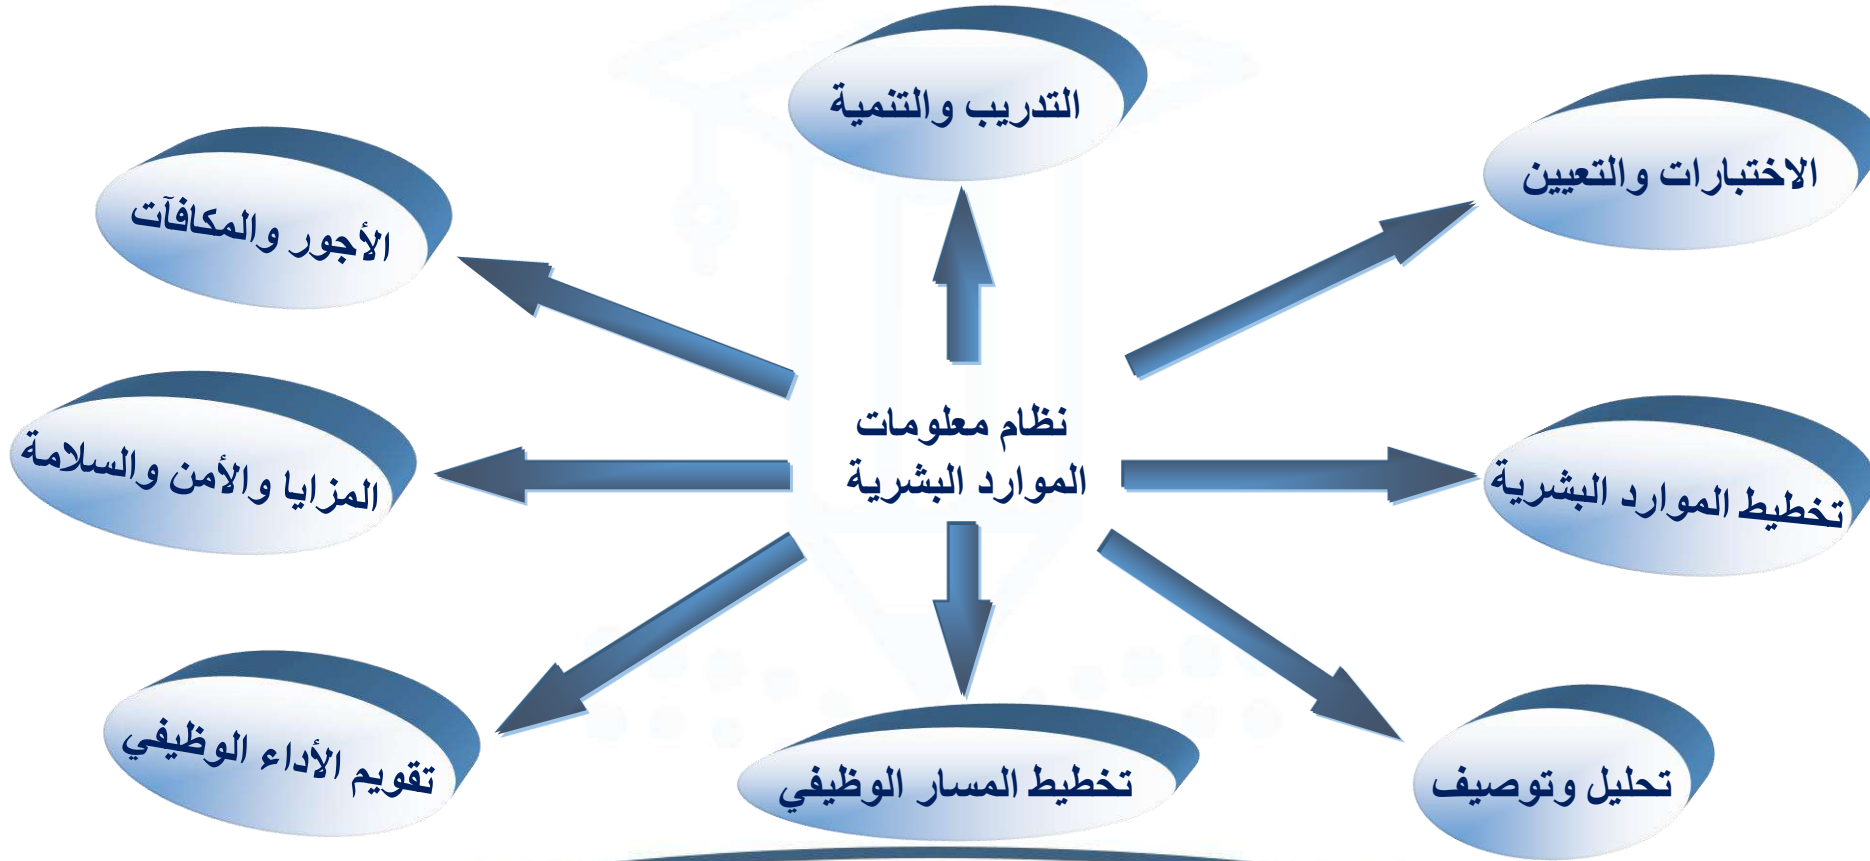 التدريب والتنمية
الاختبارات والتعيين
الأجور والمكافآت
نظام معلومات
الموارد البشرية
المزايا والأمن والسلامة
تخطيط الموارد البشرية
تقويم الأداء الوظيفي
تخطيط المسار الوظيفي
تحليل وتوصيف